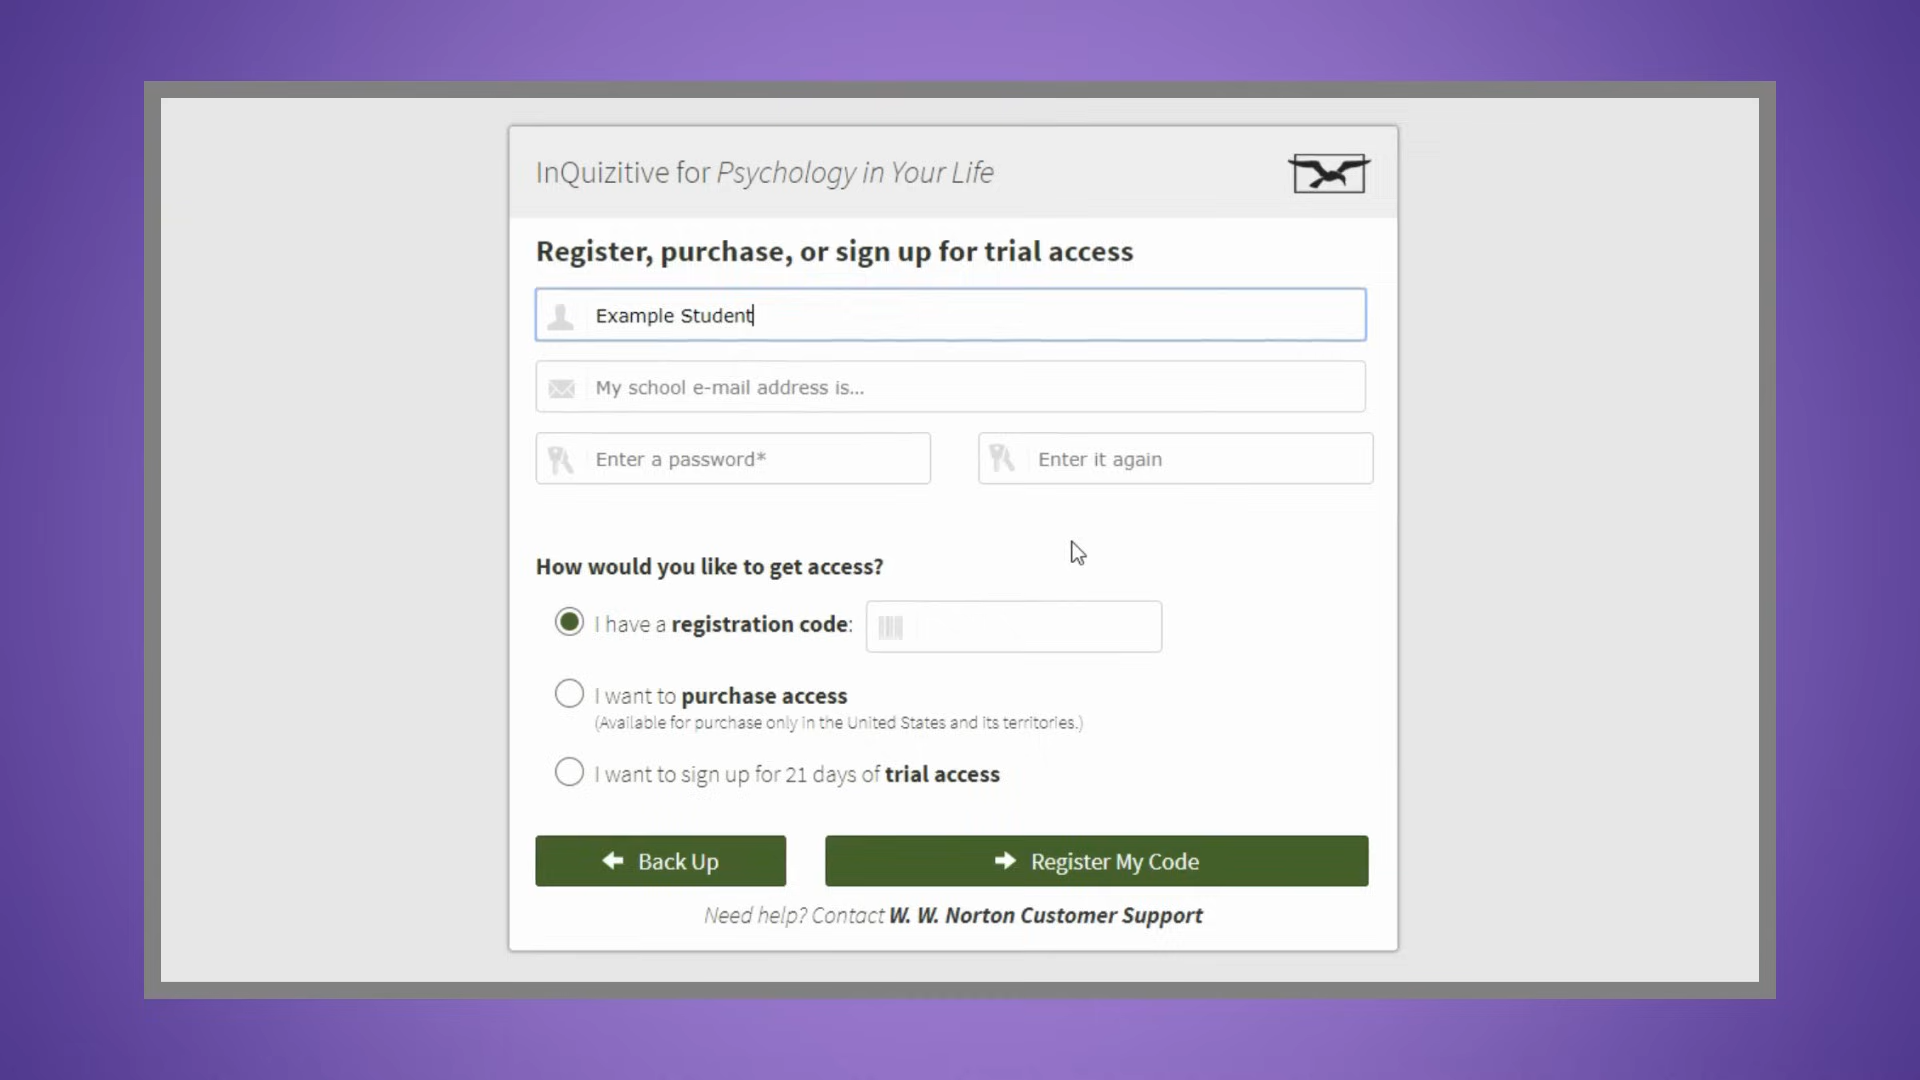 InQuizitive for Psychology in Your Life
Register, purchase, or sign up for trial access
Example Student
My school e-mail address is...
Enter a password*
Enter it again
How would you like to get access?
I have a registration code:
I want to purchase access
(Available for purchase only in the United States and its territories.)
I want to sign up for 21 days of trial access
Back Up
Register My Code
Need help? Contact W. W. Norton Customer Support